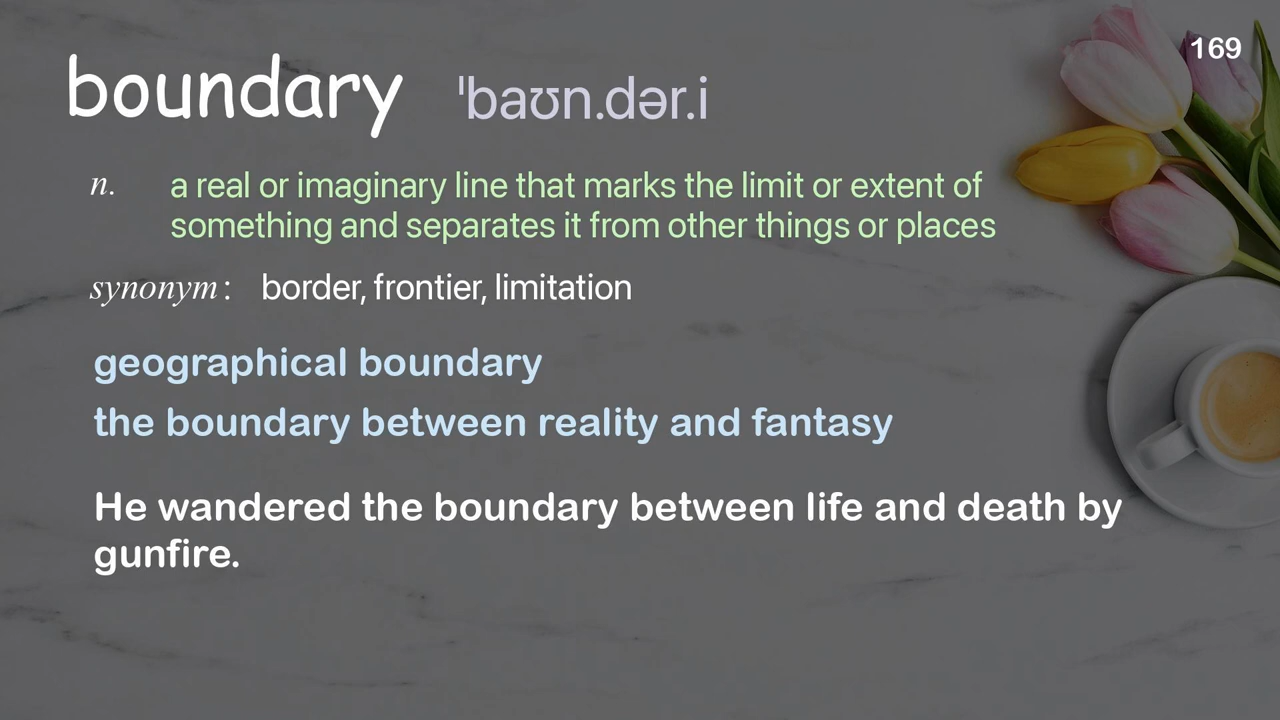 169
boundary ˈbaʊn.dər.i
n. a real or imaginary line that marks the limit or extent of
something and separates it from other things or places
synonym: border, frontier, limitation
geographical boundary
the boundary between reality and fantasy
He wandered the boundary between life and death by
gunfire.